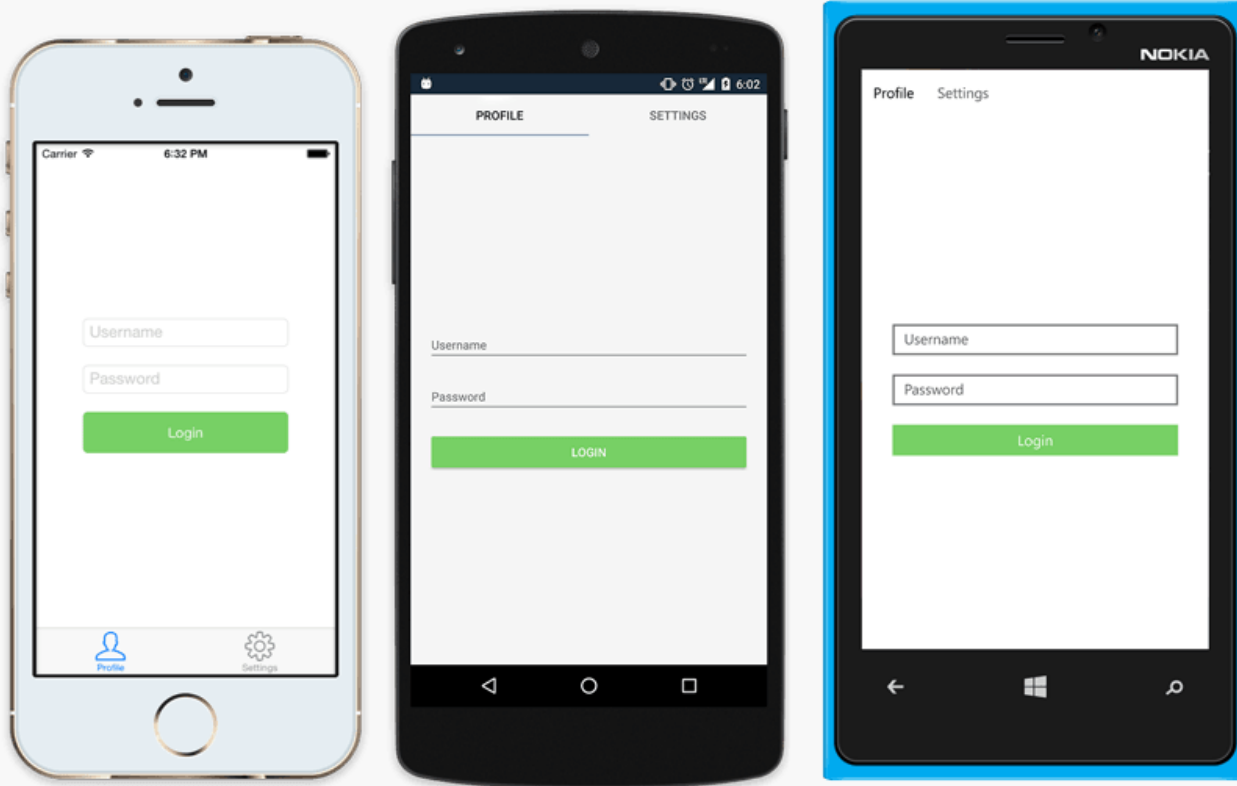 Carrier 6:32 PM
Username
Password
Login
Profile Settings
6:02
PROFILE SETTINGS
Username
Password
LOGIN
NOKIA
Profile Settings
Username
Password
Login